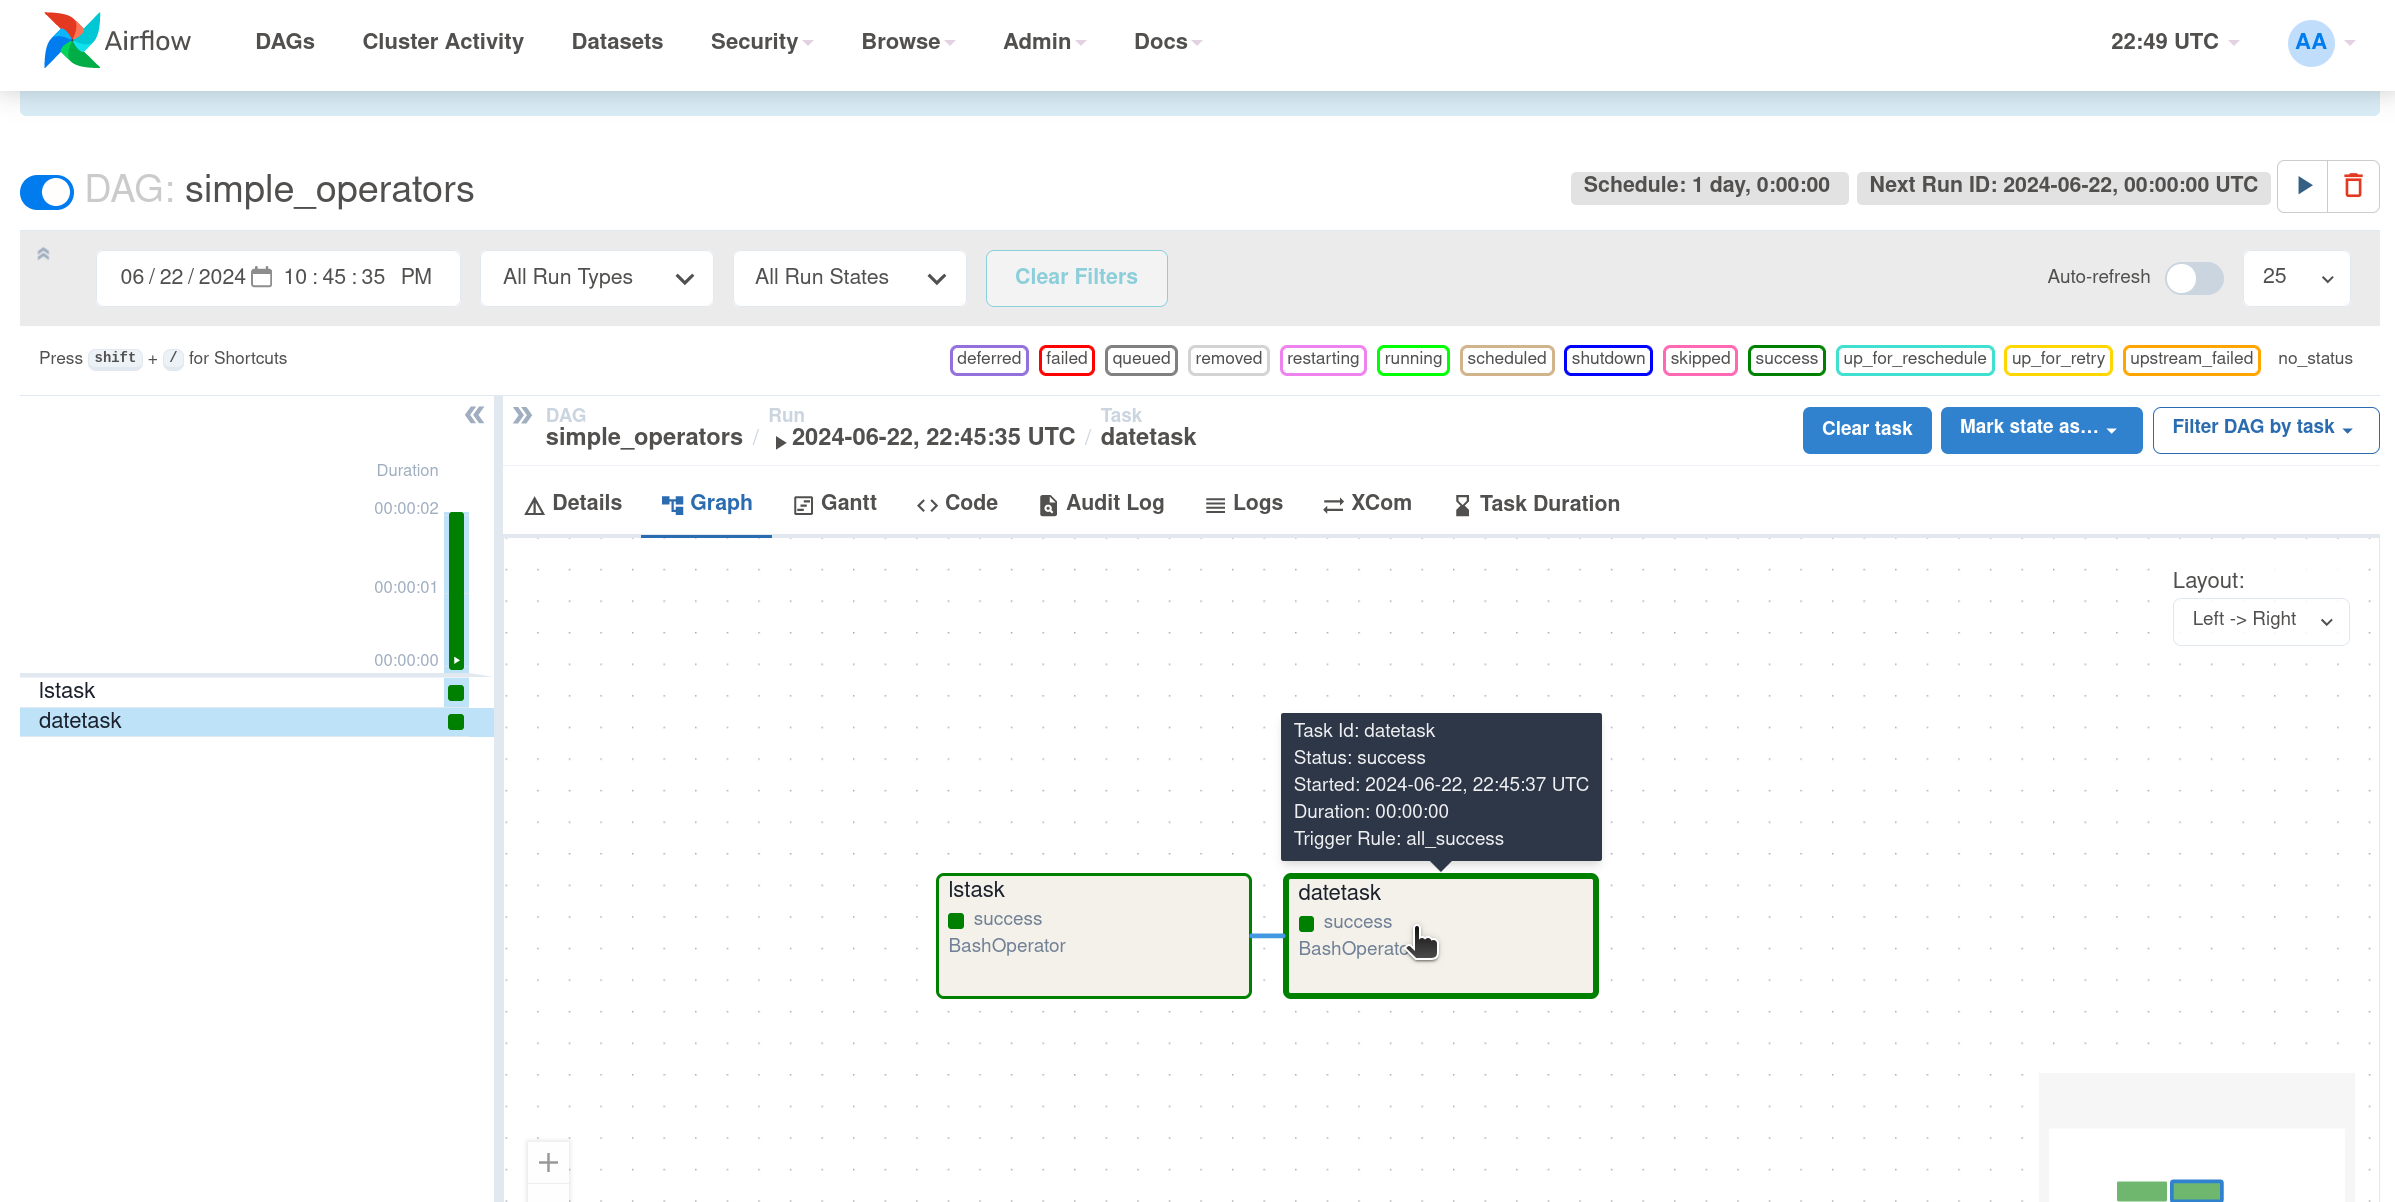 Airflow DAGs Cluster Activity Datasets Security Browse Admin Docs 22:49 UTC AA
DAG: simple_operators
Schedule: 1 day, 0:00:00 Next Run ID: 2024-06-22, 00:00:00 UTC
06 / 22 / 2024 10 : 45 : 35 PM All Run Types All Run States Clear Filters Auto-refresh 25
Press shift + / for Shortcuts
deferred failed queued removed restarting running scheduled shutdown skipped success up_for_reschedule up_for_retry upstream_failed no_status
DAG Run Task
simple_operators / 2024-06-22, 22:45:35 UTC / datetask
Clear task Mark state as... Filter DAG by task
Duration
00:00:02
00:00:01
00:00:00
lstask
datetask
Details Graph Gantt Code Audit Log Logs XCom Task Duration
Layout:
Left -> Right
Task Id: datetask
Status: success
Started: 2024-06-22, 22:45:37 UTC
Duration: 00:00:00
Trigger Rule: all_success
lstask
success
BashOperator
datetask
success
BashOperato